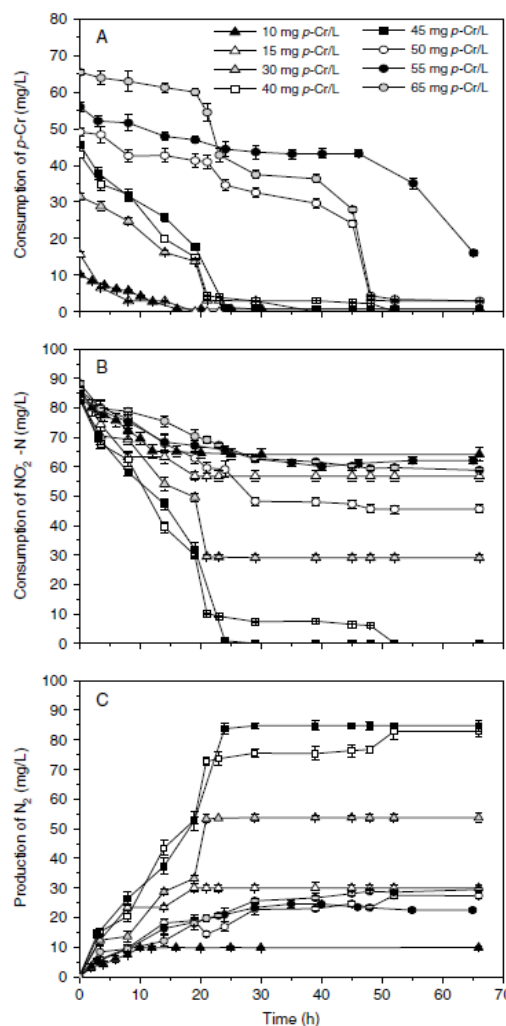 80
70
60
50
40
30
20
10
0
A
10 mg p-Cr/L
15 mg p-Cr/L
30 mg p-Cr/L
40 mg p-Cr/L
45 mg p-Cr/L
50 mg p-Cr/L
55 mg p-Cr/L
65 mg p-Cr/L
Consumption of p-Cr (mg/L)
100
90
80
70
60
50
40
30
20
10
0
B
Consumption of NO₂⁻-N (mg/L)
100
90
80
70
60
50
40
30
20
10
0
C
Production of N₂ (mg/L)
0 10 20 30 40 50 60 70
Time (h)